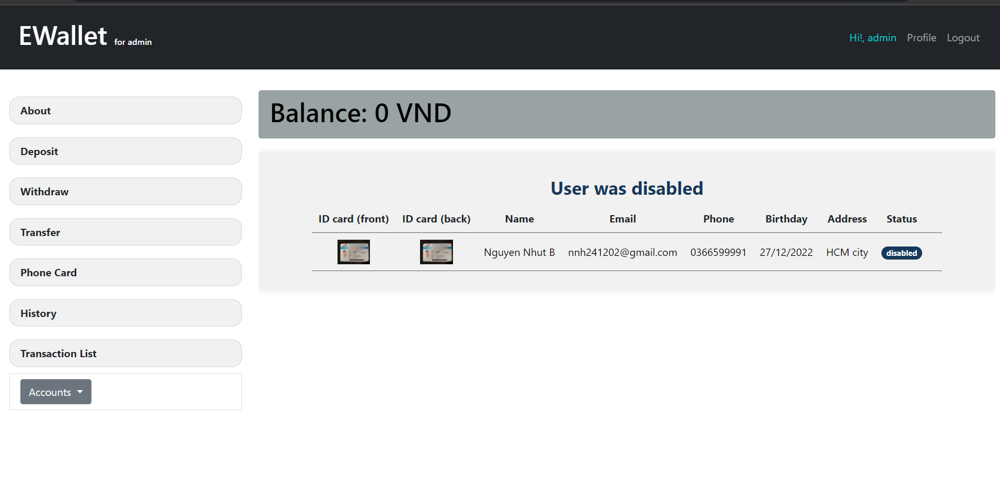 EWallet for admin
Hi!, admin Profile Logout
About
Deposit
Withdraw
Transfer
Phone Card
History
Transaction List
Accounts
Balance: 0 VND
User was disabled
ID card (front) ID card (back) Name Email Phone Birthday Address Status
Nguyen Nhut B nnh241202@gmail.com 0366599991 27/12/2022 HCM city disabled